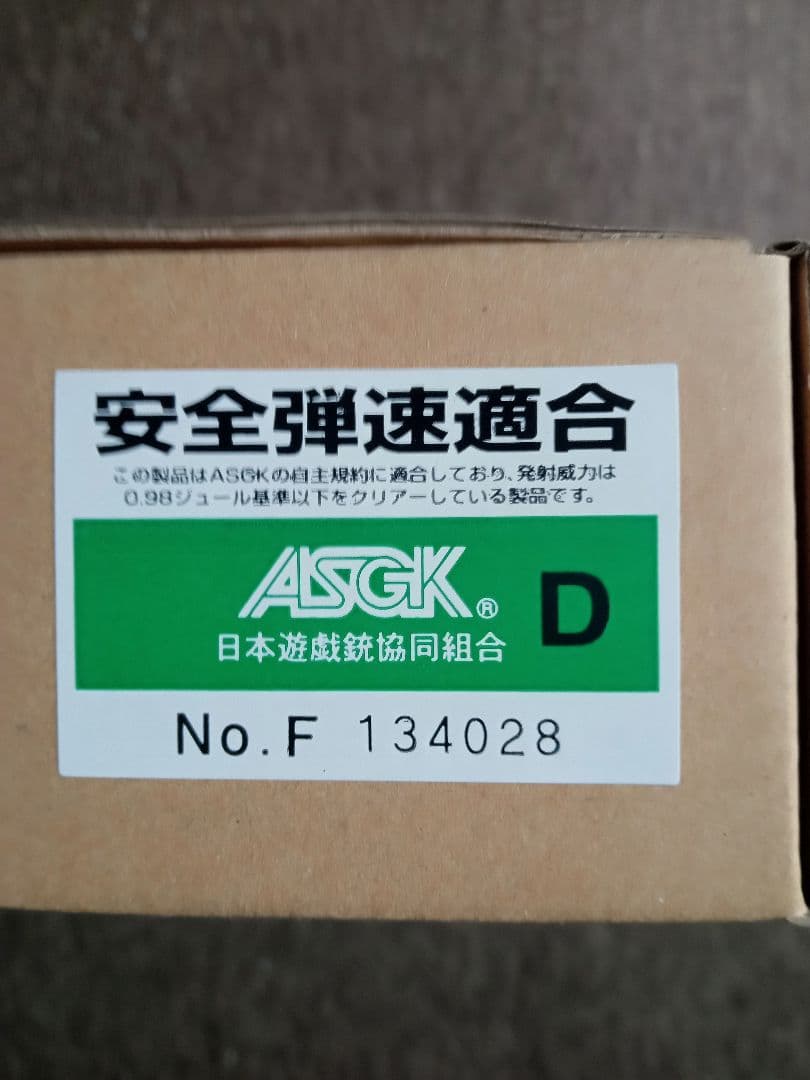 安全弾速適合
この製品はASGKの自主規約に適合しており、発射威力は
0.98ジュール基準以下をクリアーしている製品です。
ASGK® D
日本遊戯銃協同組合
No.F 134028